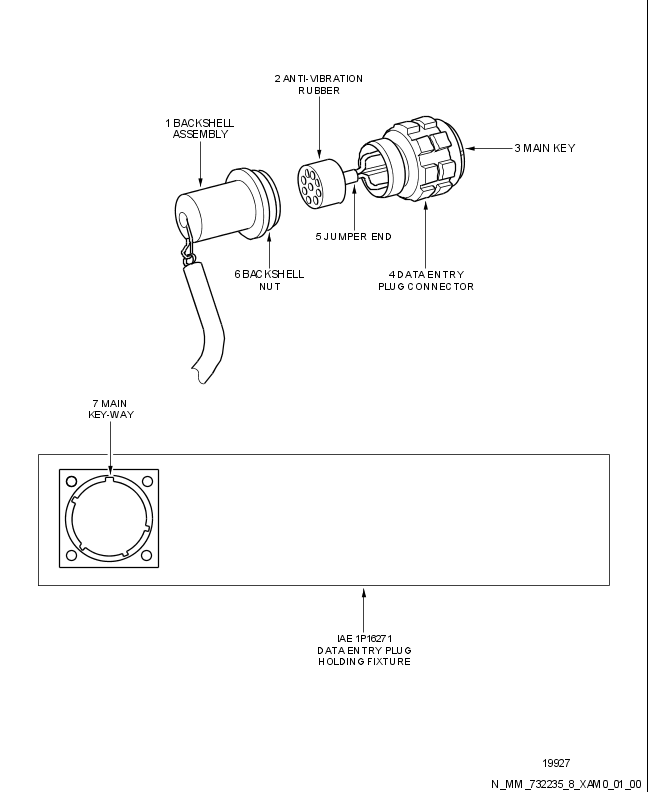 2 ANTI-VIBRATION
RUBBER
1 BACKSHELL
ASSEMBLY
3 MAIN KEY
5 JUMPER END
6 BACKSHELL
NUT
4 DATA ENTRY
PLUG CONNECTOR
7 MAIN
KEY-WAY
IAE 1P16271
DATA ENTRY PLUG
HOLDING FIXTURE
19927
N_MM_732235_8_XAM0_01_00